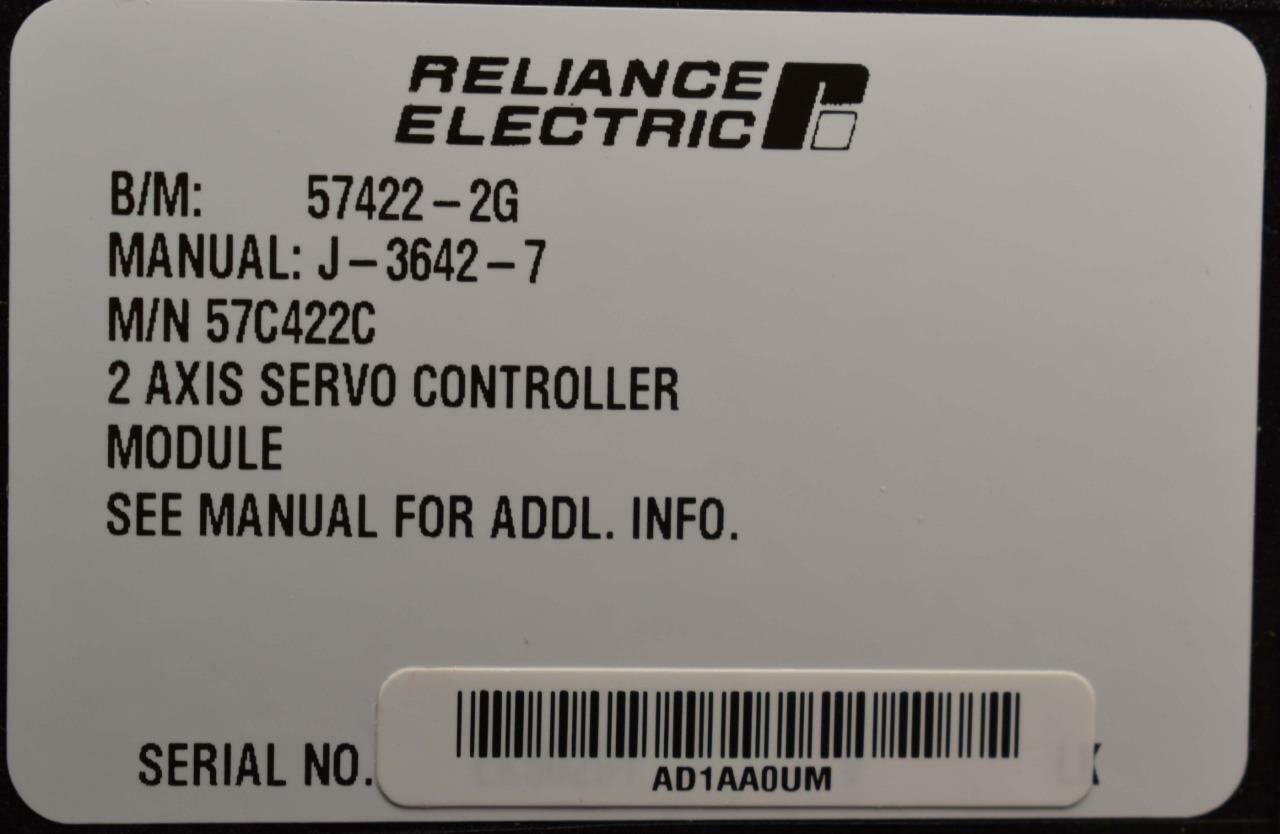 RELIANCE
ELECTRIC
B/M: 57422-2G
MANUAL: J-3642-7
M/N 57C422C
2 AXIS SERVO CONTROLLER
MODULE
SEE MANUAL FOR ADDL. INFO.
SERIAL NO.
AD1AA0UM